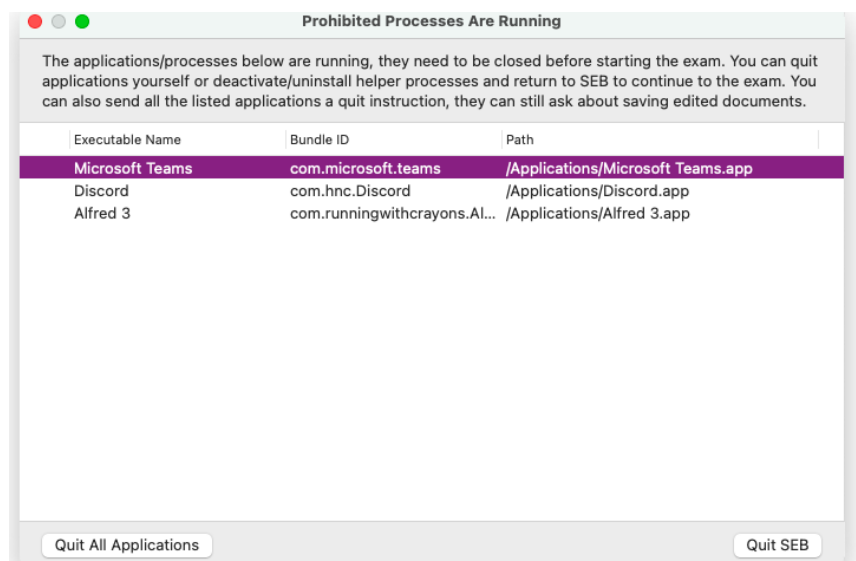 Prohibited Processes Are Running
The applications/processes below are running, they need to be closed before starting the exam. You can quit
applications yourself or deactivate/uninstall helper processes and return to SEB to continue to the exam. You
can also send all the listed applications a quit instruction, they can still ask about saving edited documents.
Executable Name Bundle ID Path
Microsoft Teams com.microsoft.teams /Applications/Microsoft Teams.app
Discord com.hnc.Discord /Applications/Discord.app
Alfred 3 com.runningwithcrayons.Al... /Applications/Alfred 3.app
Quit All Applications Quit SEB